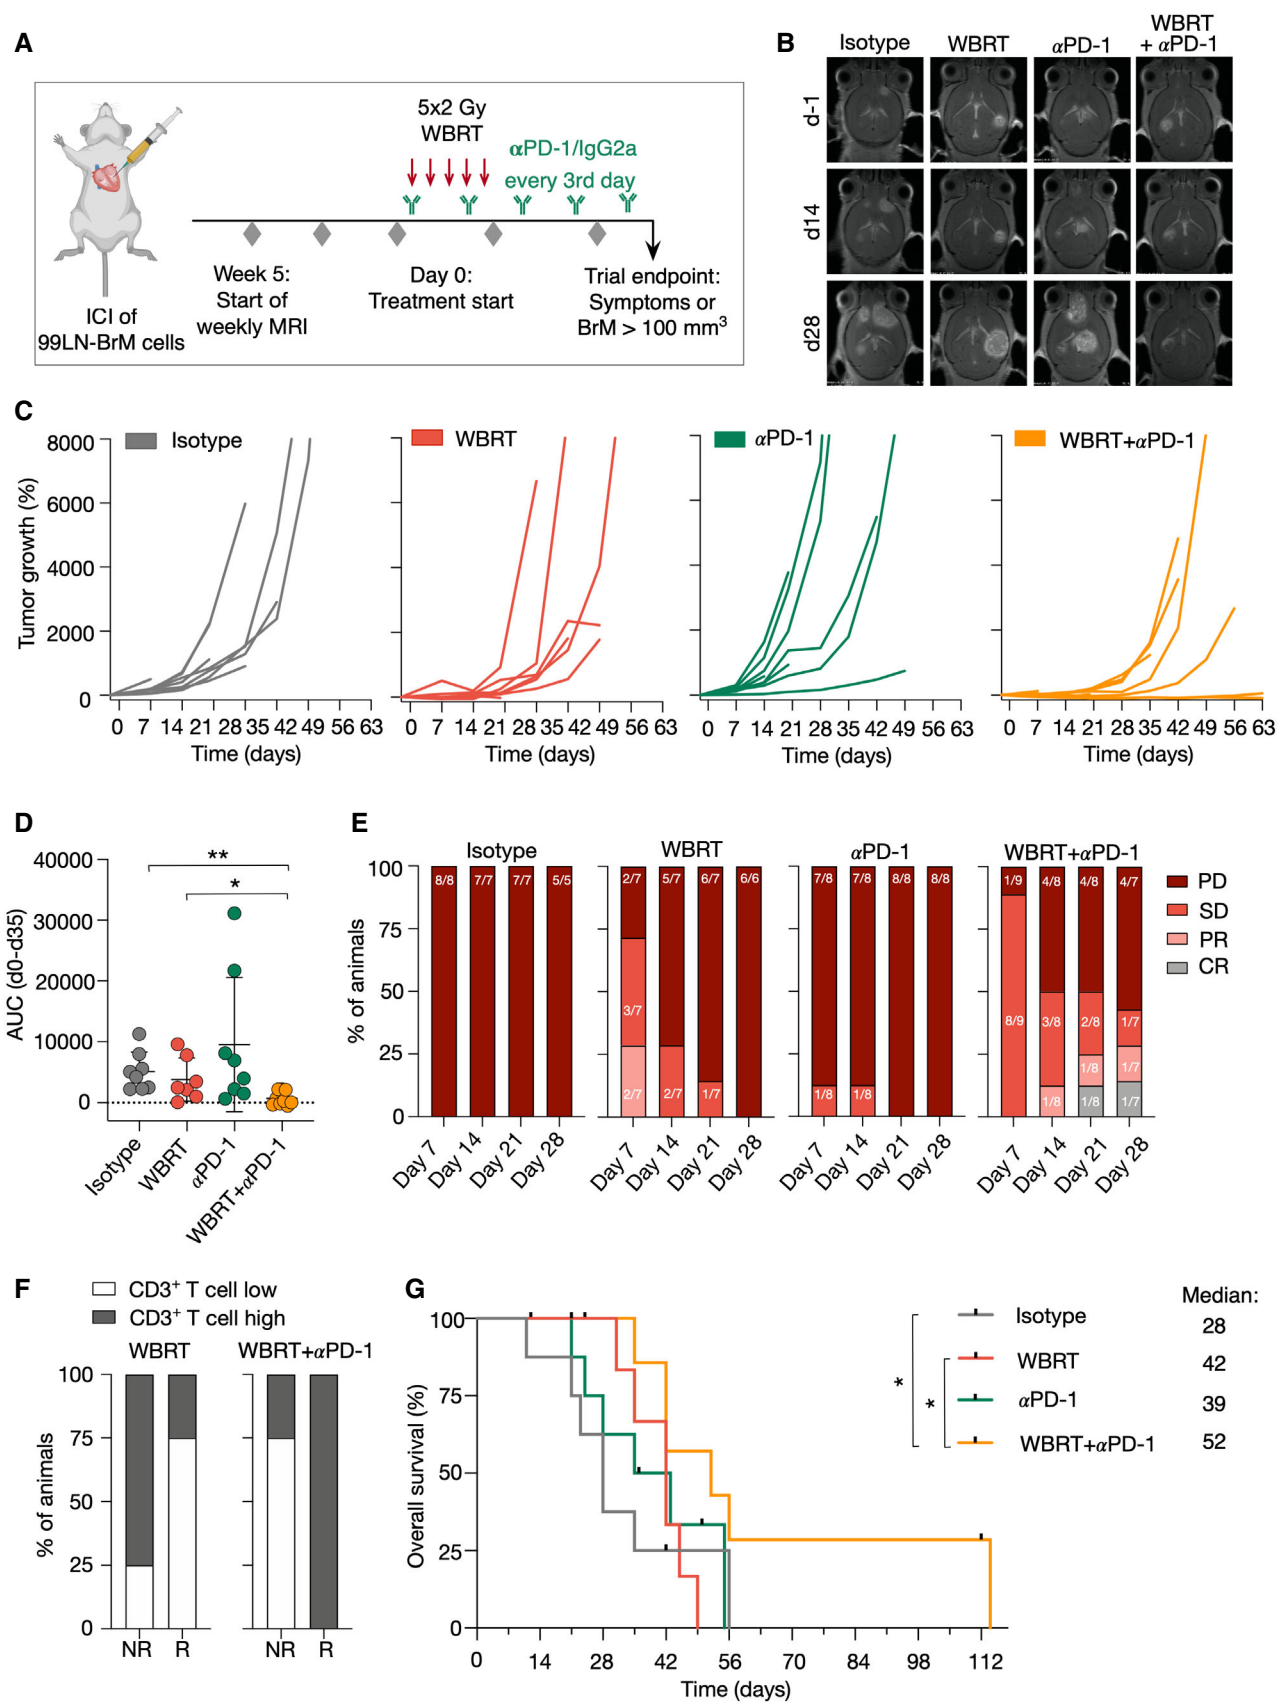 A
5x2 Gy
WBRT
αPD-1/IgG2a
every 3rd day
Week 5:
Start of
weekly MRI
Day 0:
Treatment start
Trial endpoint:
Symptoms or
BrM > 100 mm³
ICI of
99LN-BrM cells
B
Isotype WBRT αPD-1 WBRT + αPD-1
d-1
d14
d28
C
Isotype
WBRT
αPD-1
WBRT+αPD-1
Tumor growth (%)
8000
6000
4000
2000
0
0 7 14 21 28 35 42 49 56 63
0 7 14 21 28 35 42 49 56 63
0 7 14 21 28 35 42 49 56 63
0 7 14 21 28 35 42 49 56 63
Time (days)
Time (days)
Time (days)
Time (days)
D
AUC (d0-d35)
40000
30000
20000
10000
0
**
*
Isotype
WBRT
αPD-1
WBRT+αPD-1
E
% of animals
100
75
50
25
0
Isotype
8/8 7/7 7/7 5/5
Day 7 Day 14 Day 21 Day 28
WBRT
2/7 5/7 6/7 6/6
3/7
2/7 2/7 1/7
Day 7 Day 14 Day 21 Day 28
αPD-1
7/8 7/8 8/8 8/8
1/8 1/8
Day 7 Day 14 Day 21 Day 28
WBRT+αPD-1
1/9 4/8 4/8 4/7
8/9 3/8 2/8 1/7
1/8 1/7
1/8 1/8 1/7
Day 7 Day 14 Day 21 Day 28
PD
SD
PR
CR
F
CD3⁺ T cell low
CD3⁺ T cell high
WBRT WBRT+αPD-1
% of animals
100
75
50
25
0
NR R NR R
G
Overall survival (%)
100
75
50
25
0
0 14 28 42 56 70 84 98 112
Time (days)
Median:
Isotype 28
WBRT 42
αPD-1 39
WBRT+αPD-1 52
*
*